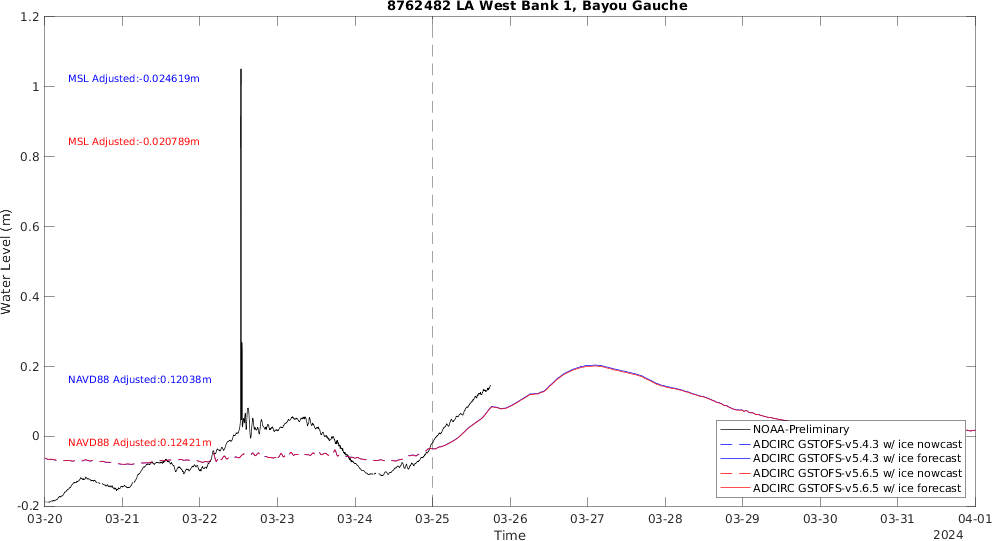 8762482 LA West Bank 1, Bayou Gauche
1.2
1
0.8
0.6
0.4
0.2
0
-0.2
Water Level (m)
MSL Adjusted:-0.024619m
MSL Adjusted:-0.020789m
NAVD88 Adjusted:0.12038m
NAVD88 Adjusted:0.12421m
NOAA-Preliminary
ADCIRC GSTOFS-v5.4.3 w/ ice nowcast
ADCIRC GSTOFS-v5.4.3 w/ ice forecast
ADCIRC GSTOFS-v5.6.5 w/ ice nowcast
ADCIRC GSTOFS-v5.6.5 w/ ice forecast
03-20 03-21 03-22 03-23 03-24 03-25 03-26 03-27 03-28 03-29 03-30 03-31 04-01
Time
2024